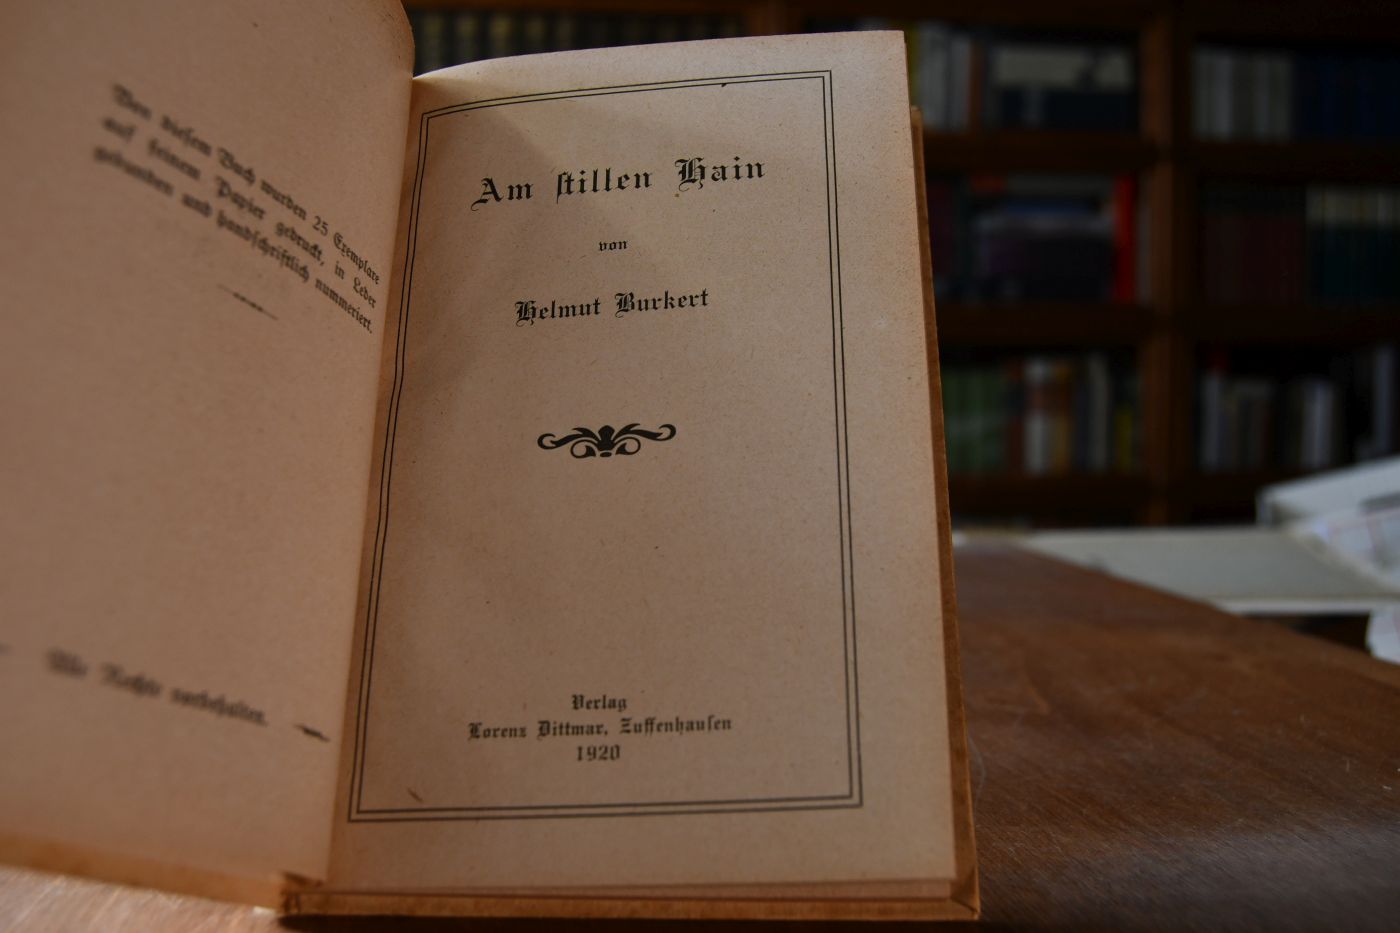 Von diesem Buch wurden 25 Exemplare
auf feinem Papier gedruckt, in Leder
gebunden und handschriftlich nummeriert.
Alle Rechte vorbehalten.
Am ſtillen Hain
von
Helmut Burkert
Verlag
Lorenz Dittmar, Zuffenhauſen
1920